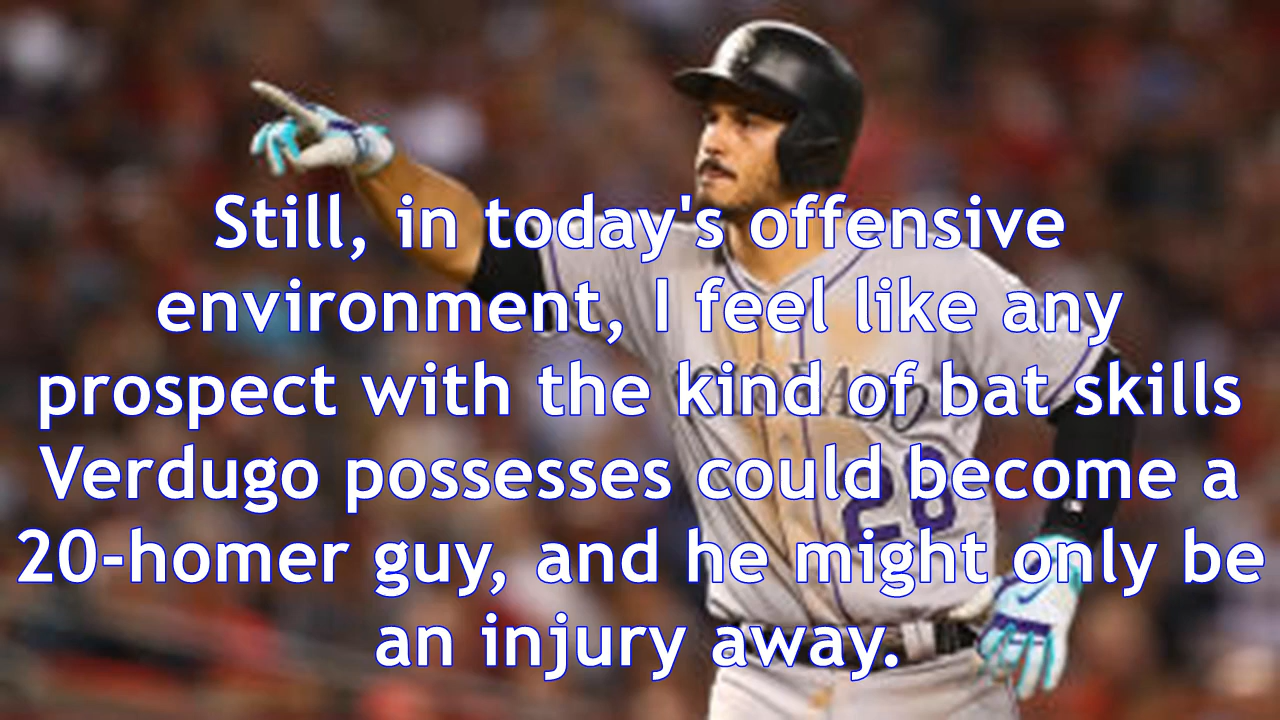 Still, in today's offensive
environment, I feel like any
prospect with the kind of bat skills
Verdugo possesses could become a
20-homer guy, and he might only be
an injury away.
28